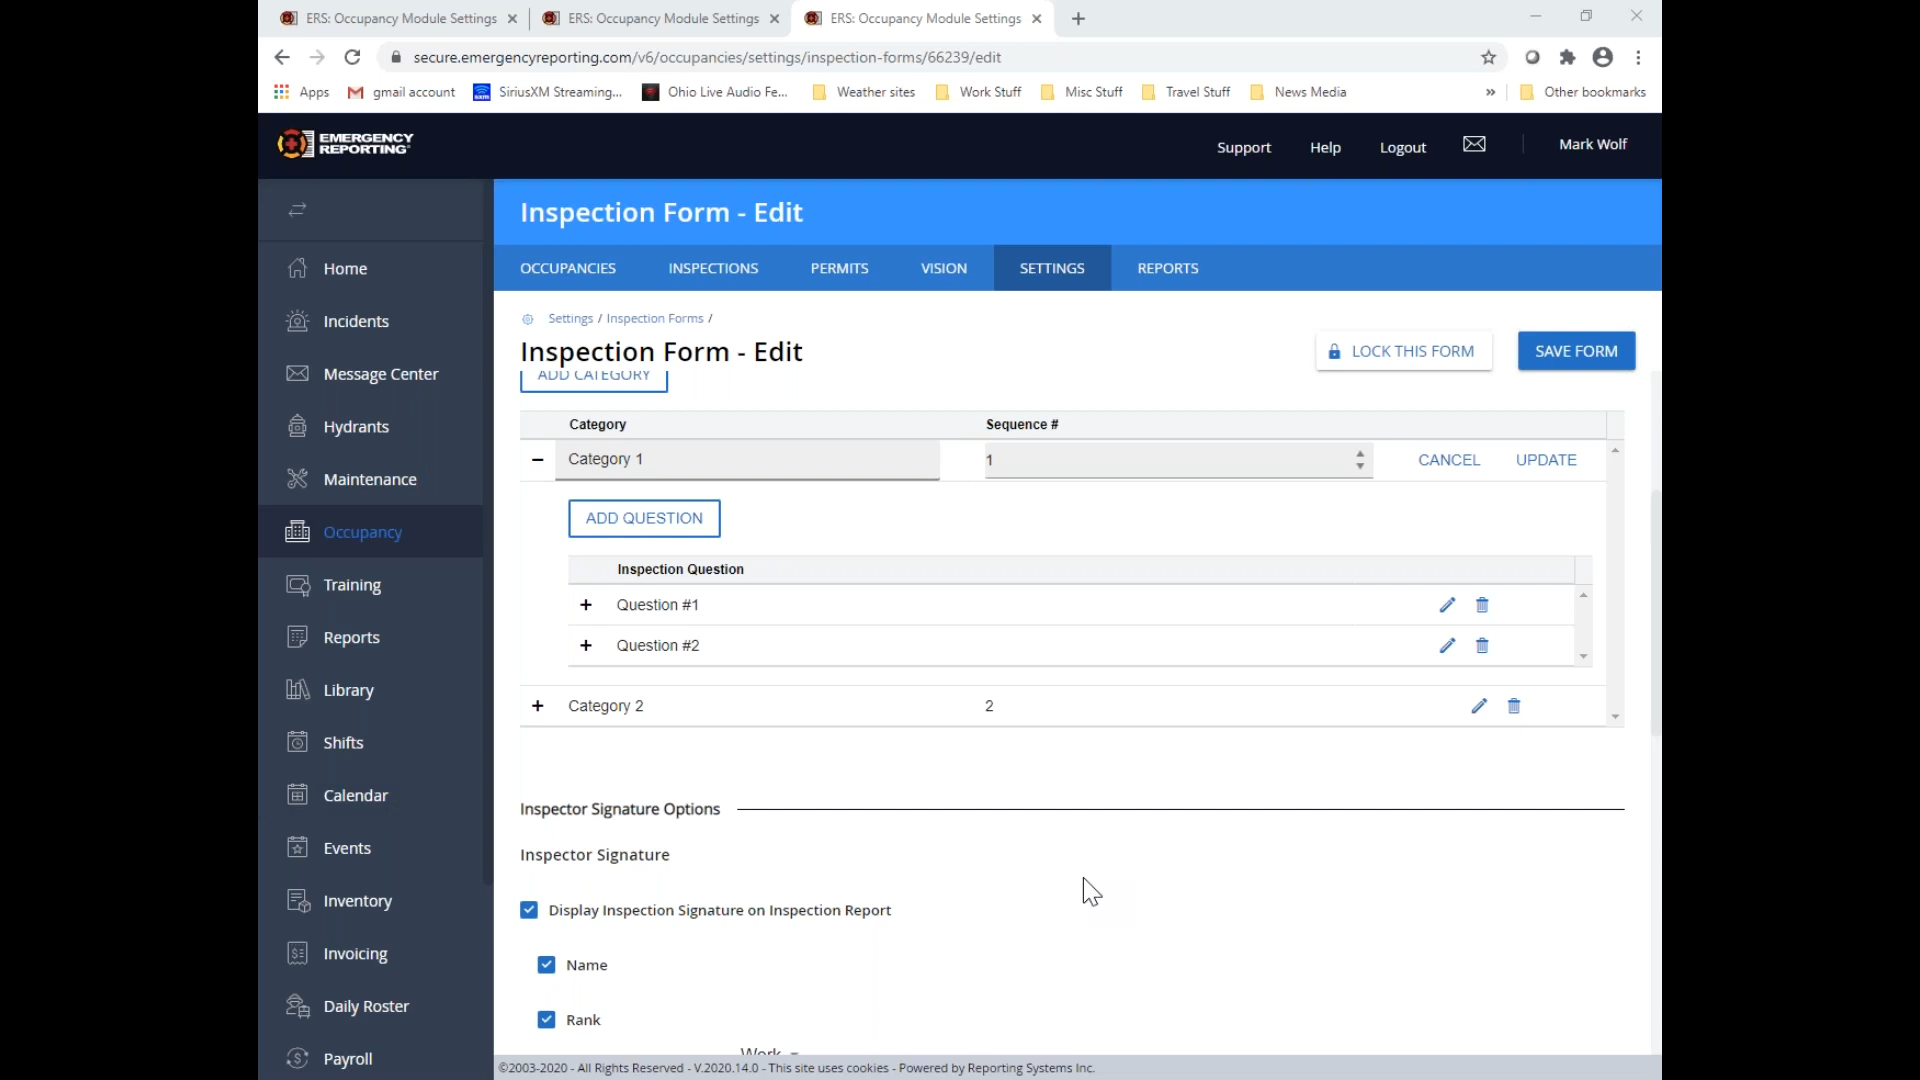 ERS: Occupancy Module Settings
ERS: Occupancy Module Settings
ERS: Occupancy Module Settings
secure.emergencyreporting.com/v6/occupancies/settings/inspection-forms/66239/edit
Apps
gmail account
SiriusXM Streaming...
Ohio Live Audio Fe...
Weather sites
Work Stuff
Misc Stuff
Travel Stuff
News Media
»
Other bookmarks
EMERGENCY
REPORTING
Support
Help
Logout
Mark Wolf
Inspection Form - Edit
OCCUPANCIES
INSPECTIONS
PERMITS
VISION
SETTINGS
REPORTS
Home
Incidents
Message Center
Hydrants
Maintenance
Occupancy
Training
Reports
Library
Shifts
Calendar
Events
Inventory
Invoicing
Daily Roster
Payroll
Settings / Inspection Forms /
Inspection Form - Edit
LOCK THIS FORM
SAVE FORM
ADD CATEGORY
Category
Sequence #
Category 1
1
CANCEL
UPDATE
ADD QUESTION
Inspection Question
Question #1
Question #2
Category 2
2
Inspector Signature Options
Inspector Signature
Display Inspection Signature on Inspection Report
Name
Rank
Work
©2003-2020 - All Rights Reserved - V.2020.14.0 - This site uses cookies - Powered by Reporting Systems Inc.